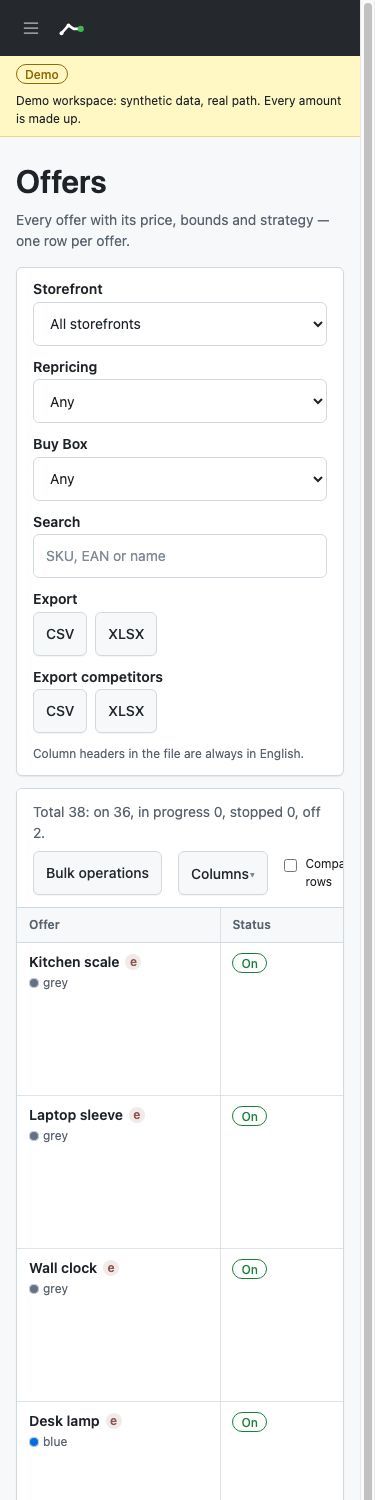 Demo
Demo workspace: synthetic data, real path. Every amount
is made up.
Offers
Every offer with its price, bounds and strategy —
one row per offer.
Storefront
All storefronts
Repricing
Any
Buy Box
Any
Search
SKU, EAN or name
Export
CSV XLSX
Export competitors
CSV XLSX
Column headers in the file are always in English.
Total 38: on 36, in progress 0, stopped 0, off
2.
Bulk operations Columns▾ Compa
rows
Offer Status
Kitchen scale e On
grey
Laptop sleeve e On
grey
Wall clock e On
grey
Desk lamp e On
blue